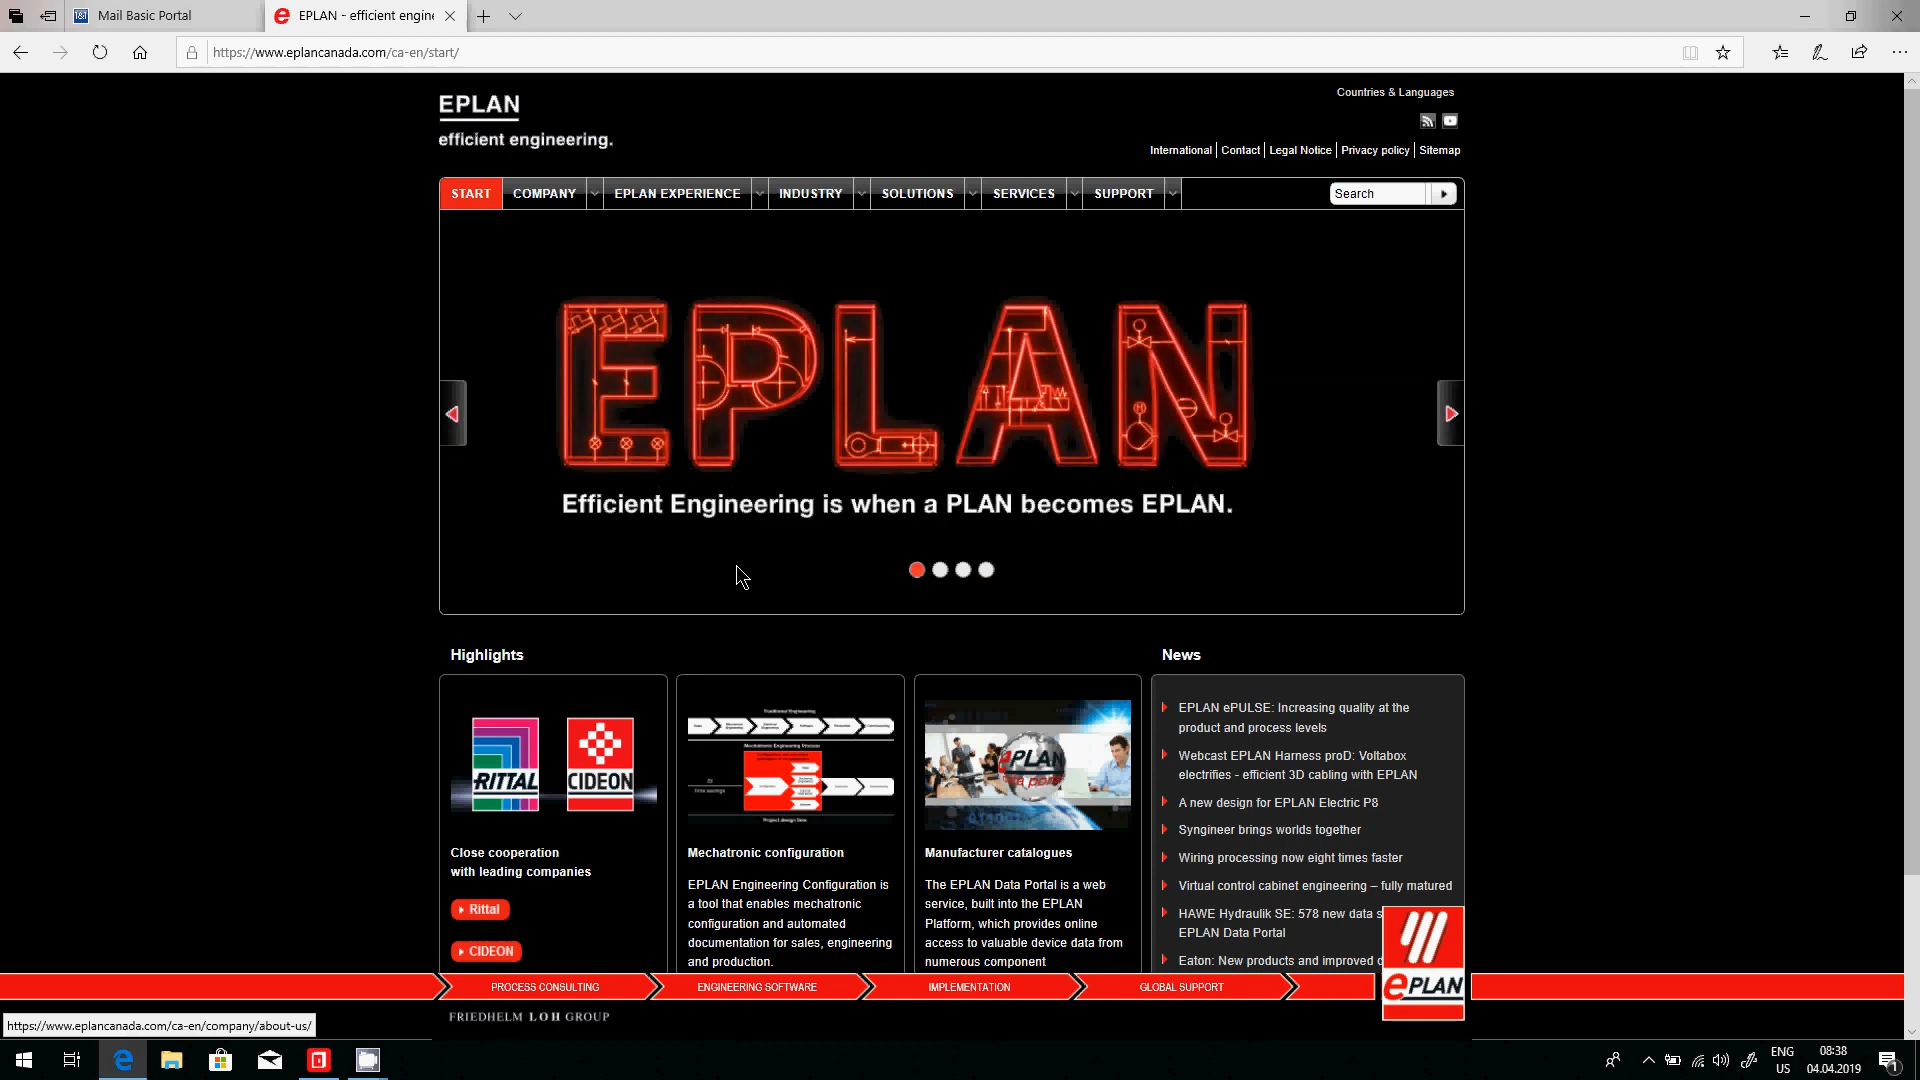 Mail Basic Portal
EPLAN - efficient engine
https://www.eplancanada.com/ca-en/start/
EPLAN
efficient engineering.
Countries & Languages
International | Contact | Legal Notice | Privacy policy | Sitemap
START COMPANY EPLAN EXPERIENCE INDUSTRY SOLUTIONS SERVICES SUPPORT Search
EPLAN
Efficient Engineering is when a PLAN becomes EPLAN.
Highlights
RITTAL CIDEON
Close cooperation
with leading companies
Rittal
CIDEON
Mechatronic Engineering Process
Mechatronic configuration
EPLAN Engineering Configuration is
a tool that enables mechatronic
configuration and automated
documentation for sales, engineering
and production.
EPLAN
data portal
Manufacturer catalogues
The EPLAN Data Portal is a web
service, built into the EPLAN
Platform, which provides online
access to valuable device data from
numerous component
News
EPLAN ePULSE: Increasing quality at the
product and process levels
Webcast EPLAN Harness proD: Voltabox
electrifies - efficient 3D cabling with EPLAN
A new design for EPLAN Electric P8
Syngineer brings worlds together
Wiring processing now eight times faster
Virtual control cabinet engineering – fully matured
HAWE Hydraulik SE: 578 new data s
EPLAN Data Portal
Eaton: New products and improved d
ePLAN
PROCESS CONSULTING ENGINEERING SOFTWARE IMPLEMENTATION GLOBAL SUPPORT
FRIEDHELM LOH GROUP
https://www.eplancanada.com/ca-en/company/about-us/
ENG
US
08:38
04.04.2019
1